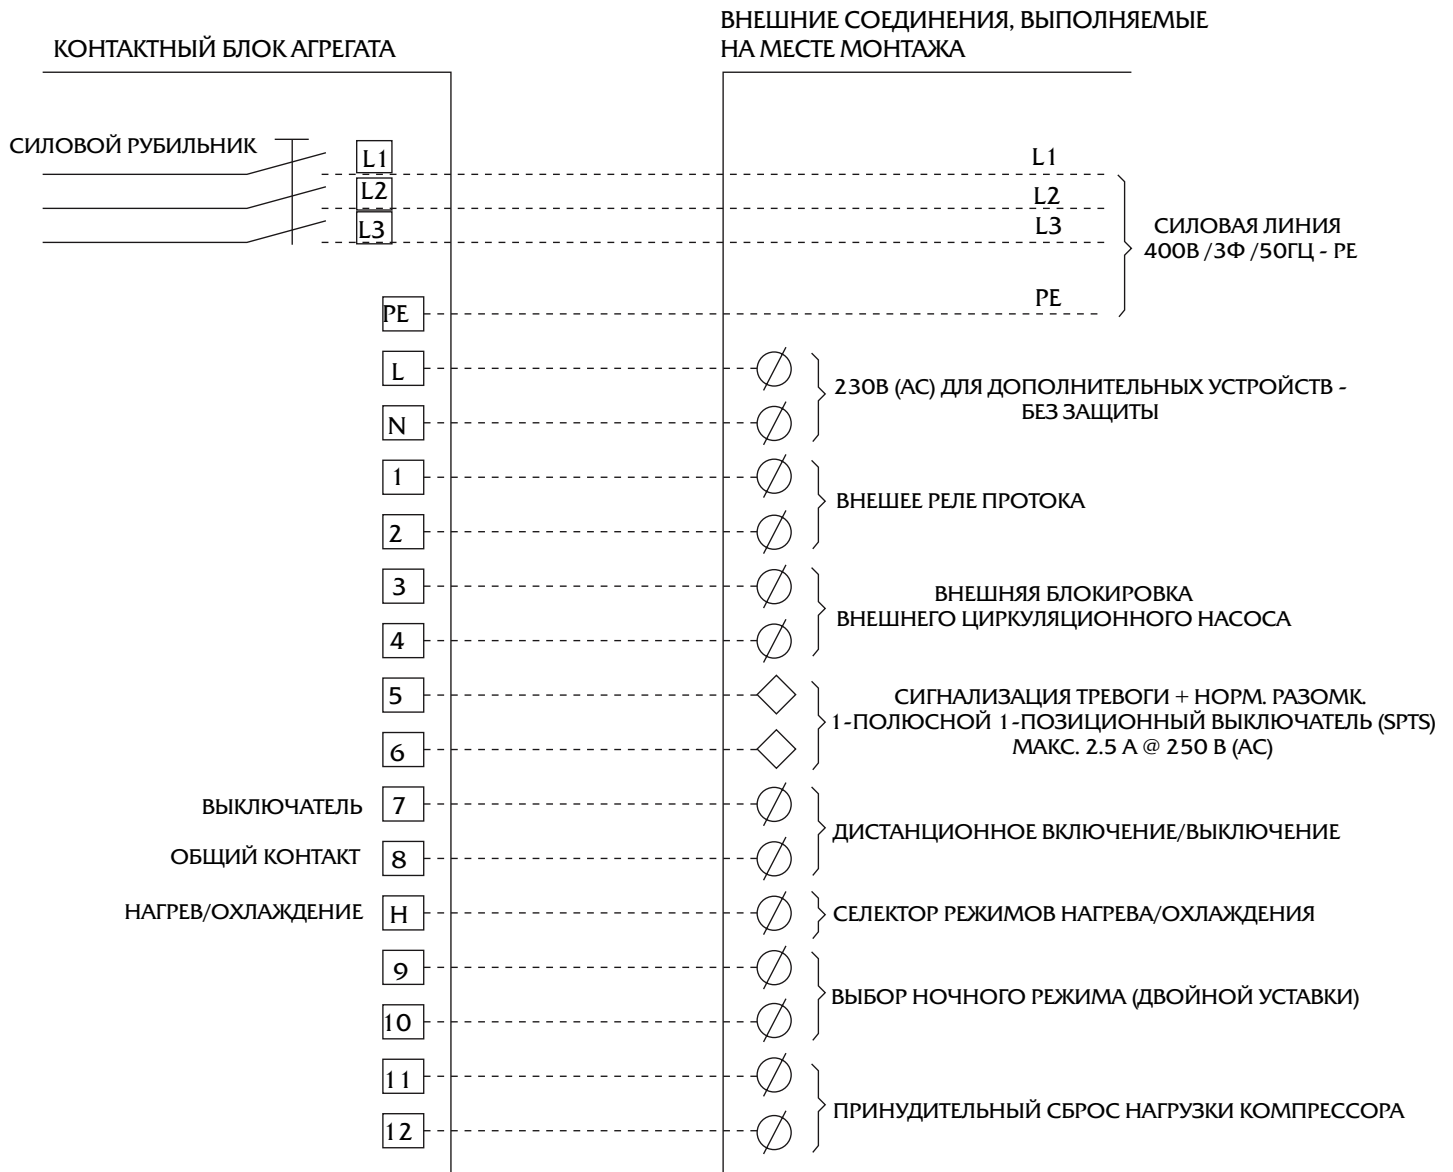 КОНТАКТНЫЙ БЛОК АГРЕГАТА
ВНЕШНИЕ СОЕДИНЕНИЯ, ВЫПОЛНЯЕМЫЕ
НА МЕСТЕ МОНТАЖА
СИЛОВОЙ РУБИЛЬНИК
L1
L1
L2
L2
L3
L3
СИЛОВАЯ ЛИНИЯ
400В /3Ф /50ГЦ - PE
PE
PE
L
N
230В (АС) ДЛЯ ДОПОЛНИТЕЛЬНЫХ УСТРОЙСТВ -
БЕЗ ЗАЩИТЫ
1
2
ВНЕШЕЕ РЕЛЕ ПРОТОКА
3
4
ВНЕШНЯЯ БЛОКИРОВКА
ВНЕШНЕГО ЦИРКУЛЯЦИОННОГО НАСОСА
5
6
СИГНАЛИЗАЦИЯ ТРЕВОГИ + НОРМ. РАЗОМК.
1-ПОЛЮСНОЙ 1-ПОЗИЦИОННЫЙ ВЫКЛЮЧАТЕЛЬ (SPTS)
МАКС. 2.5 А @ 250 В (АС)
ВЫКЛЮЧАТЕЛЬ 7
ОБЩИЙ КОНТАКТ 8
ДИСТАНЦИОННОЕ ВКЛЮЧЕНИЕ/ВЫКЛЮЧЕНИЕ
НАГРЕВ/ОХЛАЖДЕНИЕ H
СЕЛЕКТОР РЕЖИМОВ НАГРЕВА/ОХЛАЖДЕНИЯ
9
10
ВЫБОР НОЧНОГО РЕЖИМА (ДВОЙНОЙ УСТАВКИ)
11
12
ПРИНУДИТЕЛЬНЫЙ СБРОС НАГРУЗКИ КОМПРЕССОРА